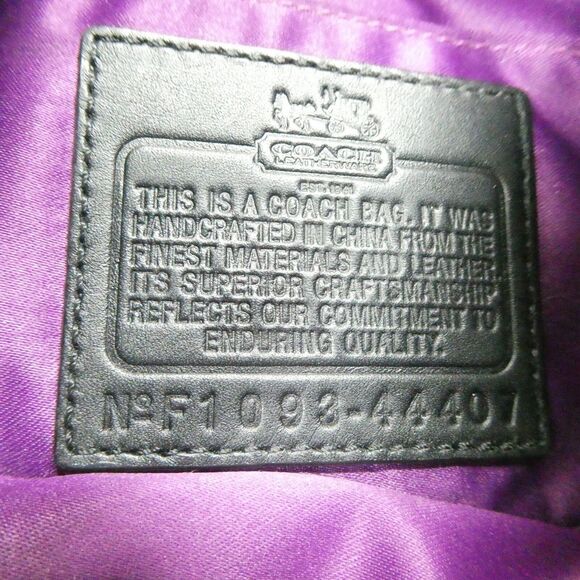 COACH
LEATHERWARE
EST. 1941
THIS IS A COACH BAG. IT WAS
HANDCRAFTED IN CHINA FROM THE
FINEST MATERIALS AND LEATHER.
ITS SUPERIOR CRAFTSMANSHIP
REFLECTS OUR COMMITMENT TO
ENDURING QUALITY.
NºF1093-44407